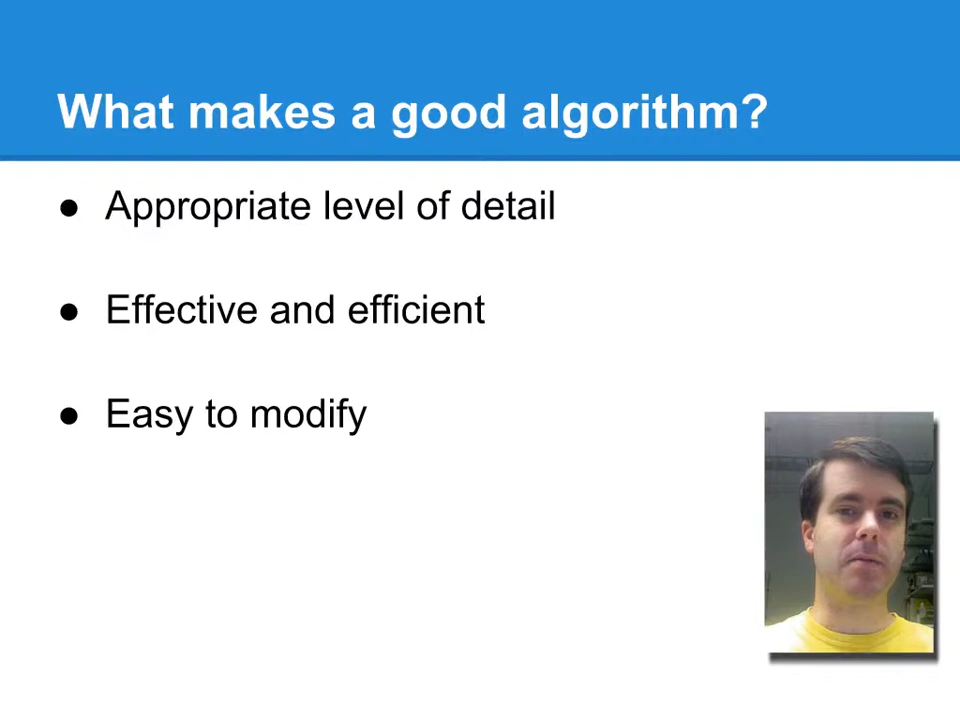 What makes a good algorithm?
● Appropriate level of detail
● Effective and efficient
● Easy to modify